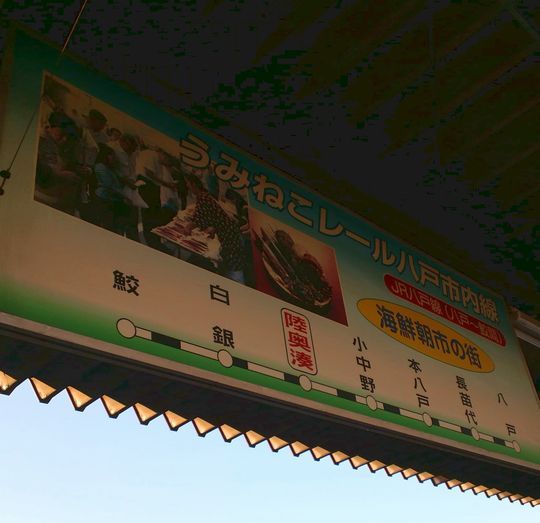 うみねこレール八戸市内線
JR八戸線(八戸〜鮫間)
海鮮朝市の街
鮫
白銀
陸奥湊
小中野
本八戸
長苗代
八戸